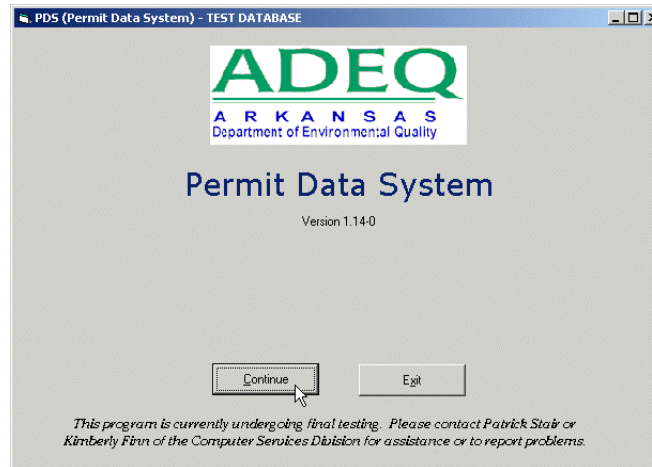 PDS (Permit Data System) - TEST DATABASE
ADEQ
ARKANSAS
Department of Environmental Quality
Permit Data System
Version 1.14-0
Continue
Exit
This program is currently undergoing final testing. Please contact Patrick Stair or
Kimberly Finn of the Computer Services Division for assistance or to report problems.